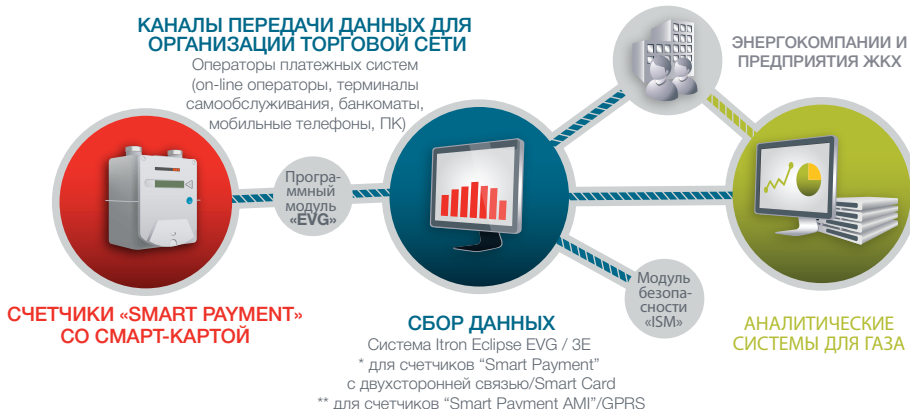 КАНАЛЫ ПЕРЕДАЧИ ДАННЫХ ДЛЯ
ОРГАНИЗАЦИИ ТОРГОВОЙ СЕТИ
Операторы платежных систем
(on-line операторы, терминалы
самообслуживания, банкоматы,
мобильные телефоны, ПК)
ЭНЕРГОКОМПАНИИ И
ПРЕДПРИЯТИЯ ЖКХ
Програ-
ммный
модуль
«EVG»
Модуль
безопа-
сности
«ISM»
СЧЕТЧИКИ «SMART PAYMENT»
СО СМАРТ-КАРТОЙ
СБОР ДАННЫХ
Система Itron Eclipse EVG / 3E
* для счетчиков “Smart Payment”
с двухсторонней связью/Smart Card
** для счетчиков “Smart Payment AMI”/GPRS
АНАЛИТИЧЕСКИЕ
СИСТЕМЫ ДЛЯ ГАЗА